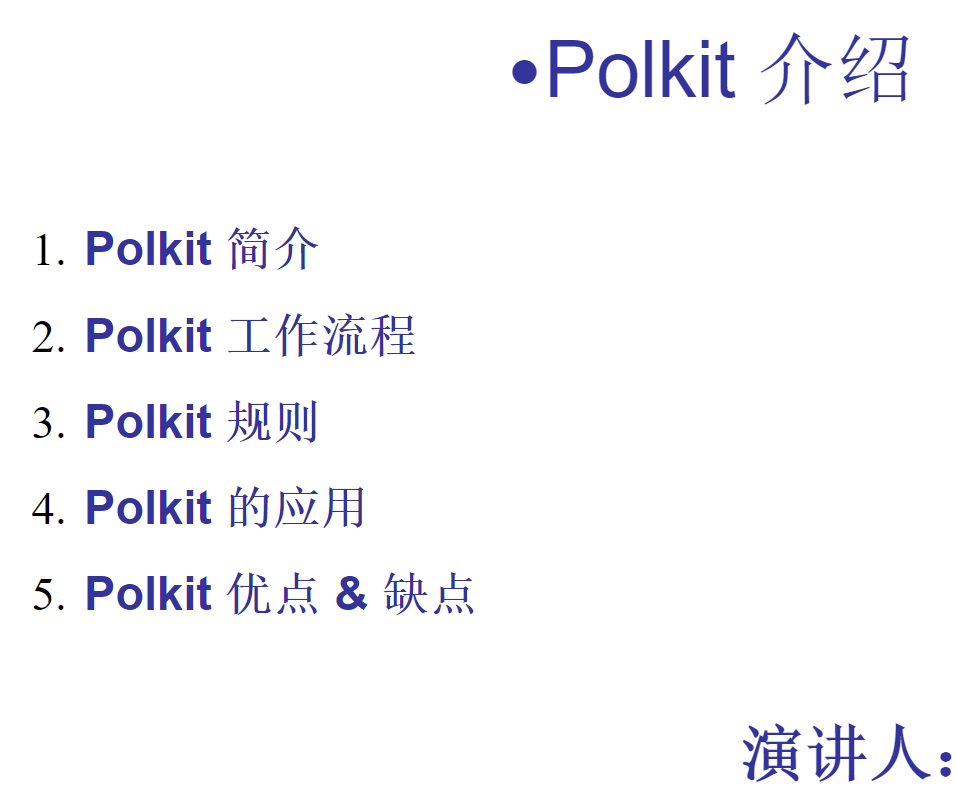 •Polkit 介绍
1. Polkit 简介
2. Polkit 工作流程
3. Polkit 规则
4. Polkit 的应用
5. Polkit 优点 & 缺点
演讲人：